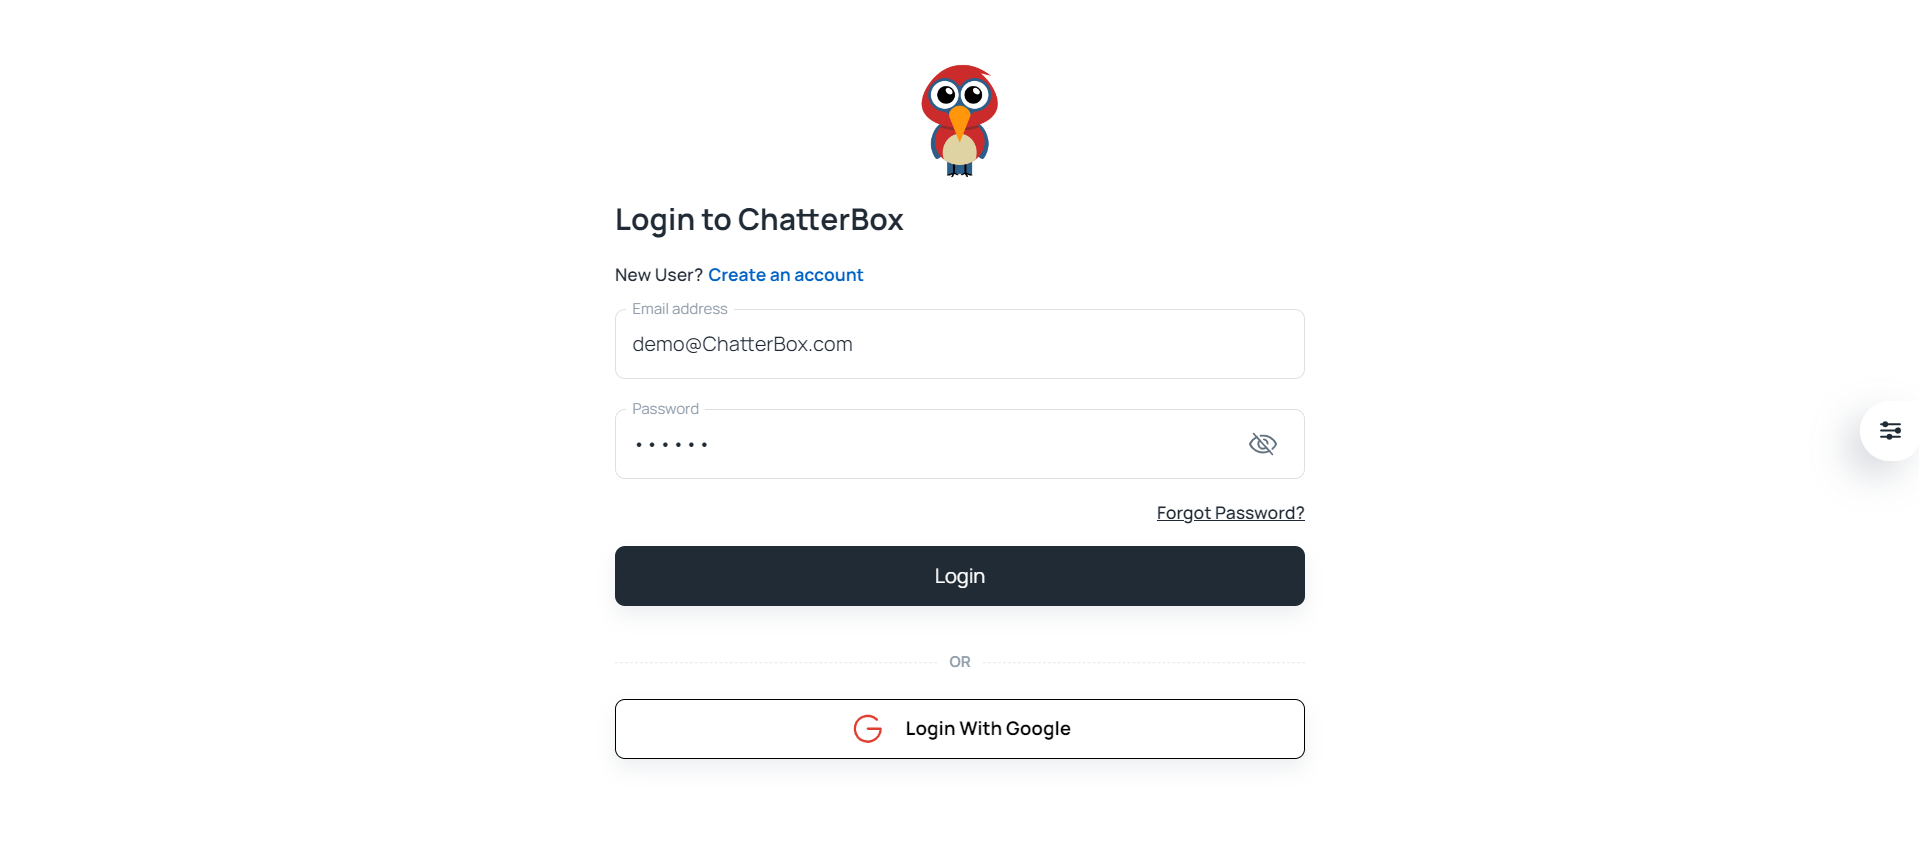 Login to ChatterBox
New User? Create an account
Email address
demo@ChatterBox.com
Password
••••••
Forgot Password?
Login
OR
Login With Google